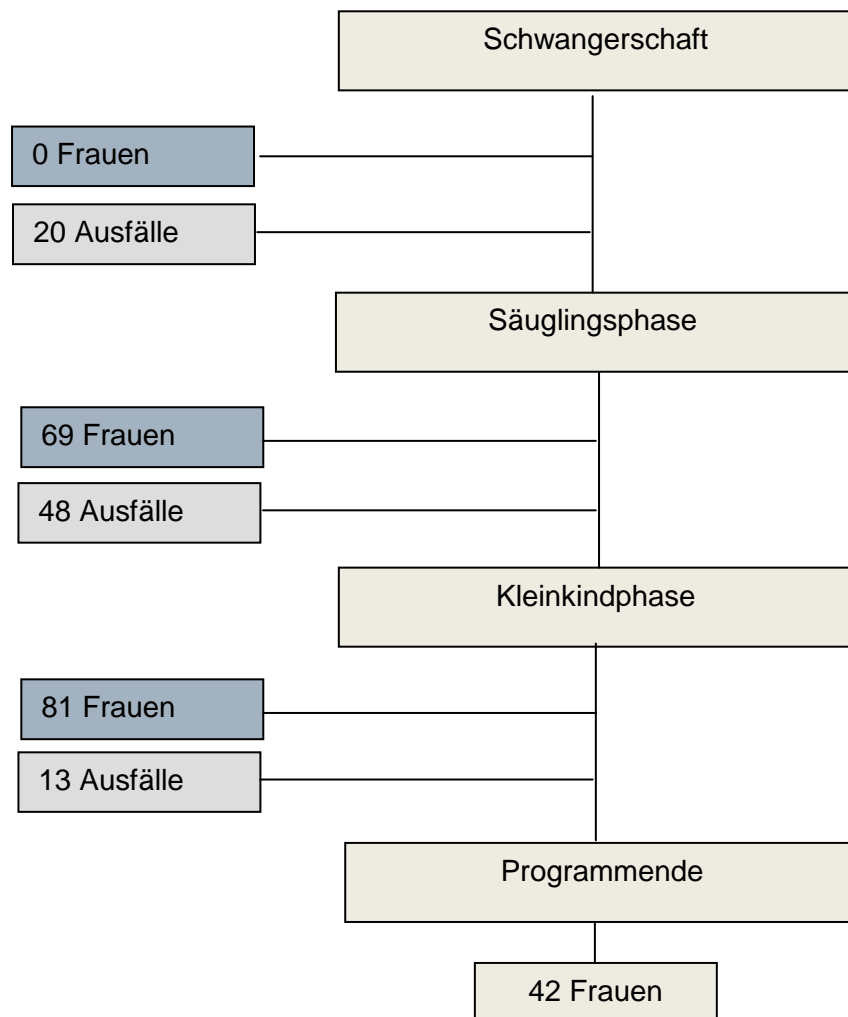 Schwangerschaft
0 Frauen
20 Ausfälle
Säuglingsphase
69 Frauen
48 Ausfälle
Kleinkindphase
81 Frauen
13 Ausfälle
Programmende
42 Frauen